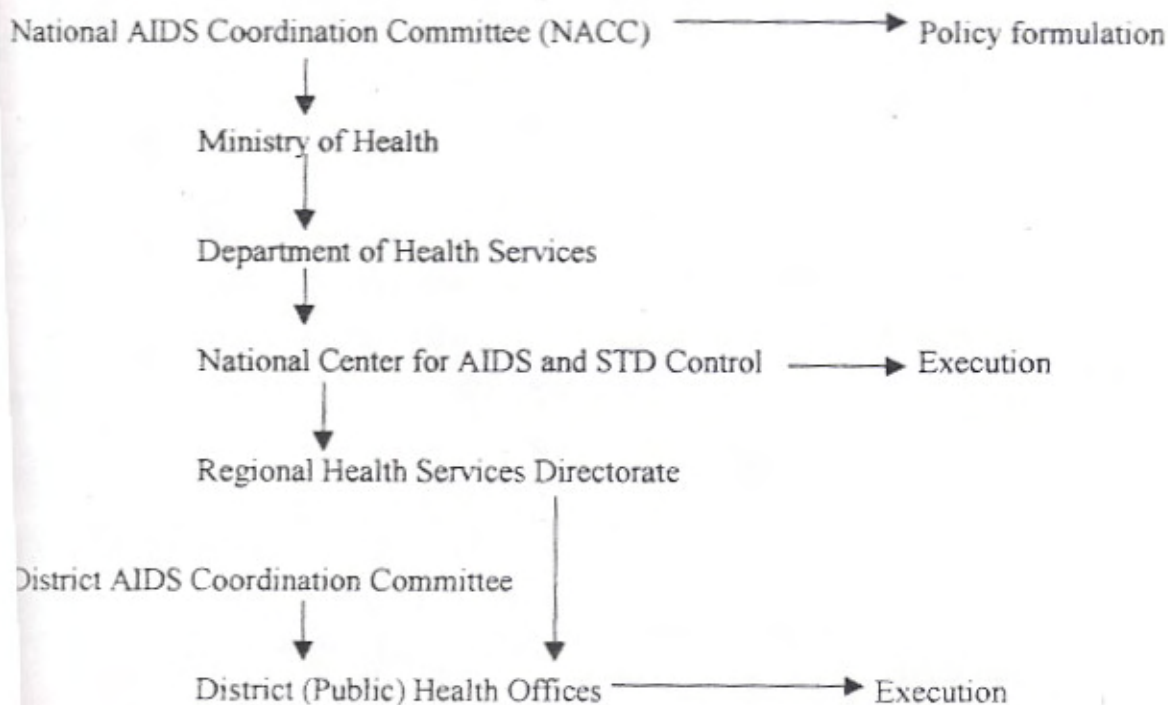 National AIDS Coordination Committee (NACC) Policy formulation
Ministry of Health
Department of Health Services
National Center for AIDS and STD Control Execution
Regional Health Services Directorate
District AIDS Coordination Committee
District (Public) Health Offices Execution